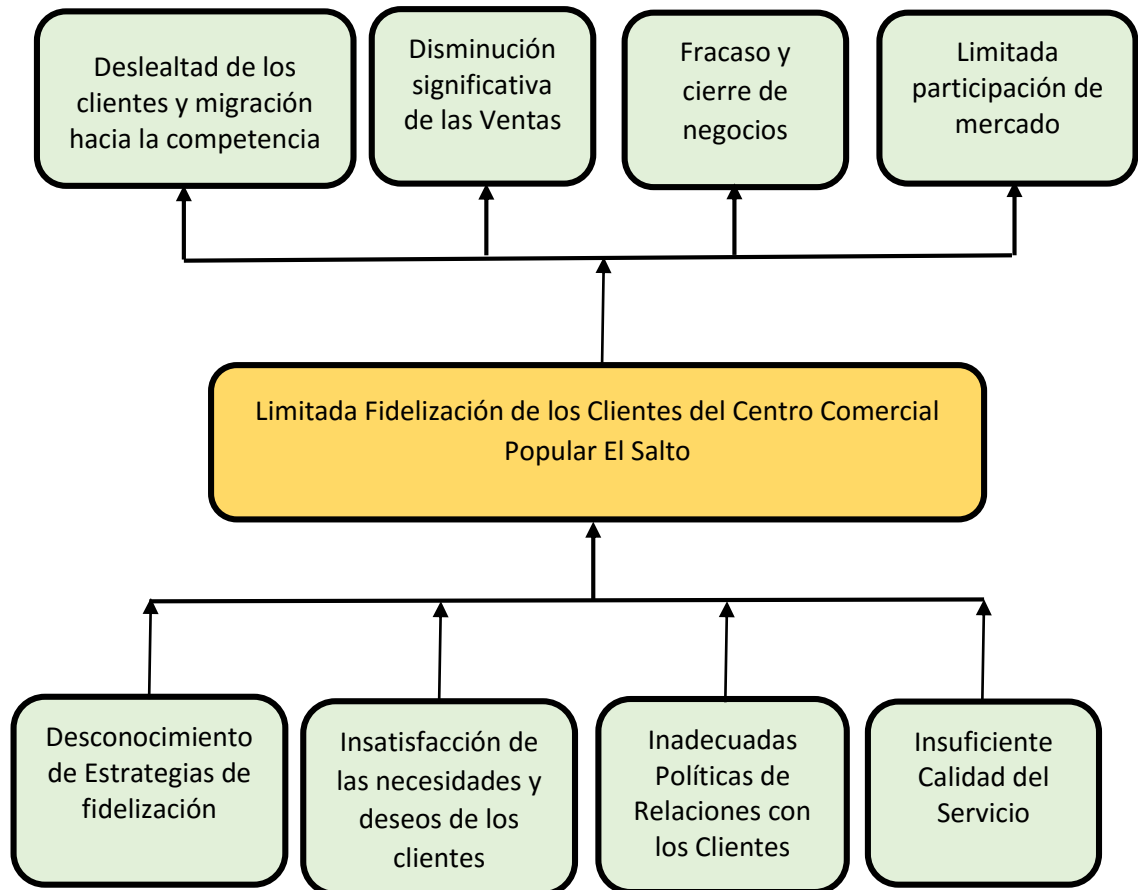 Deslealtad de los
clientes y migración
hacia la competencia
Disminución
significativa
de las Ventas
Fracaso y
cierre de
negocios
Limitada
participación de
mercado
Limitada Fidelización de los Clientes del Centro Comercial
Popular El Salto
Desconocimiento
de Estrategias de
fidelización
Insatisfacción de
las necesidades y
deseos de los
clientes
Inadecuadas
Políticas de
Relaciones con
los Clientes
Insuficiente
Calidad del
Servicio